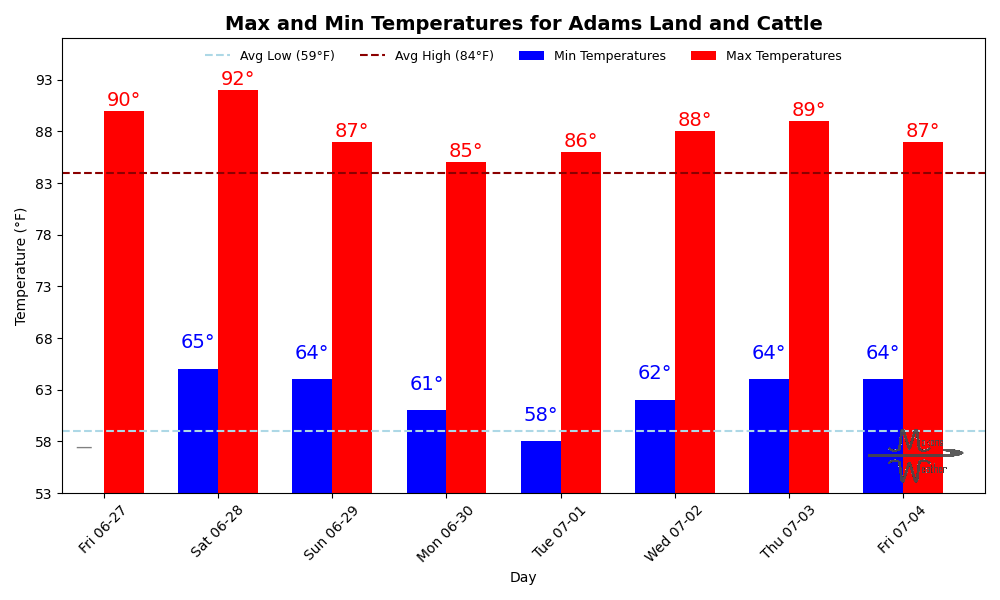 Max and Min Temperatures for Adams Land and Cattle
Avg Low (59°F) Avg High (84°F) Min Temperatures Max Temperatures
Temperature (°F)
93
88
83
78
73
68
63
58
53
90°
92°
87°
85°
86°
88°
89°
87°
65°
64°
61°
58°
62°
64°
64°
—
Fri 06-27
Sat 06-28
Sun 06-29
Mon 06-30
Tue 07-01
Wed 07-02
Thu 07-03
Fri 07-04
Day